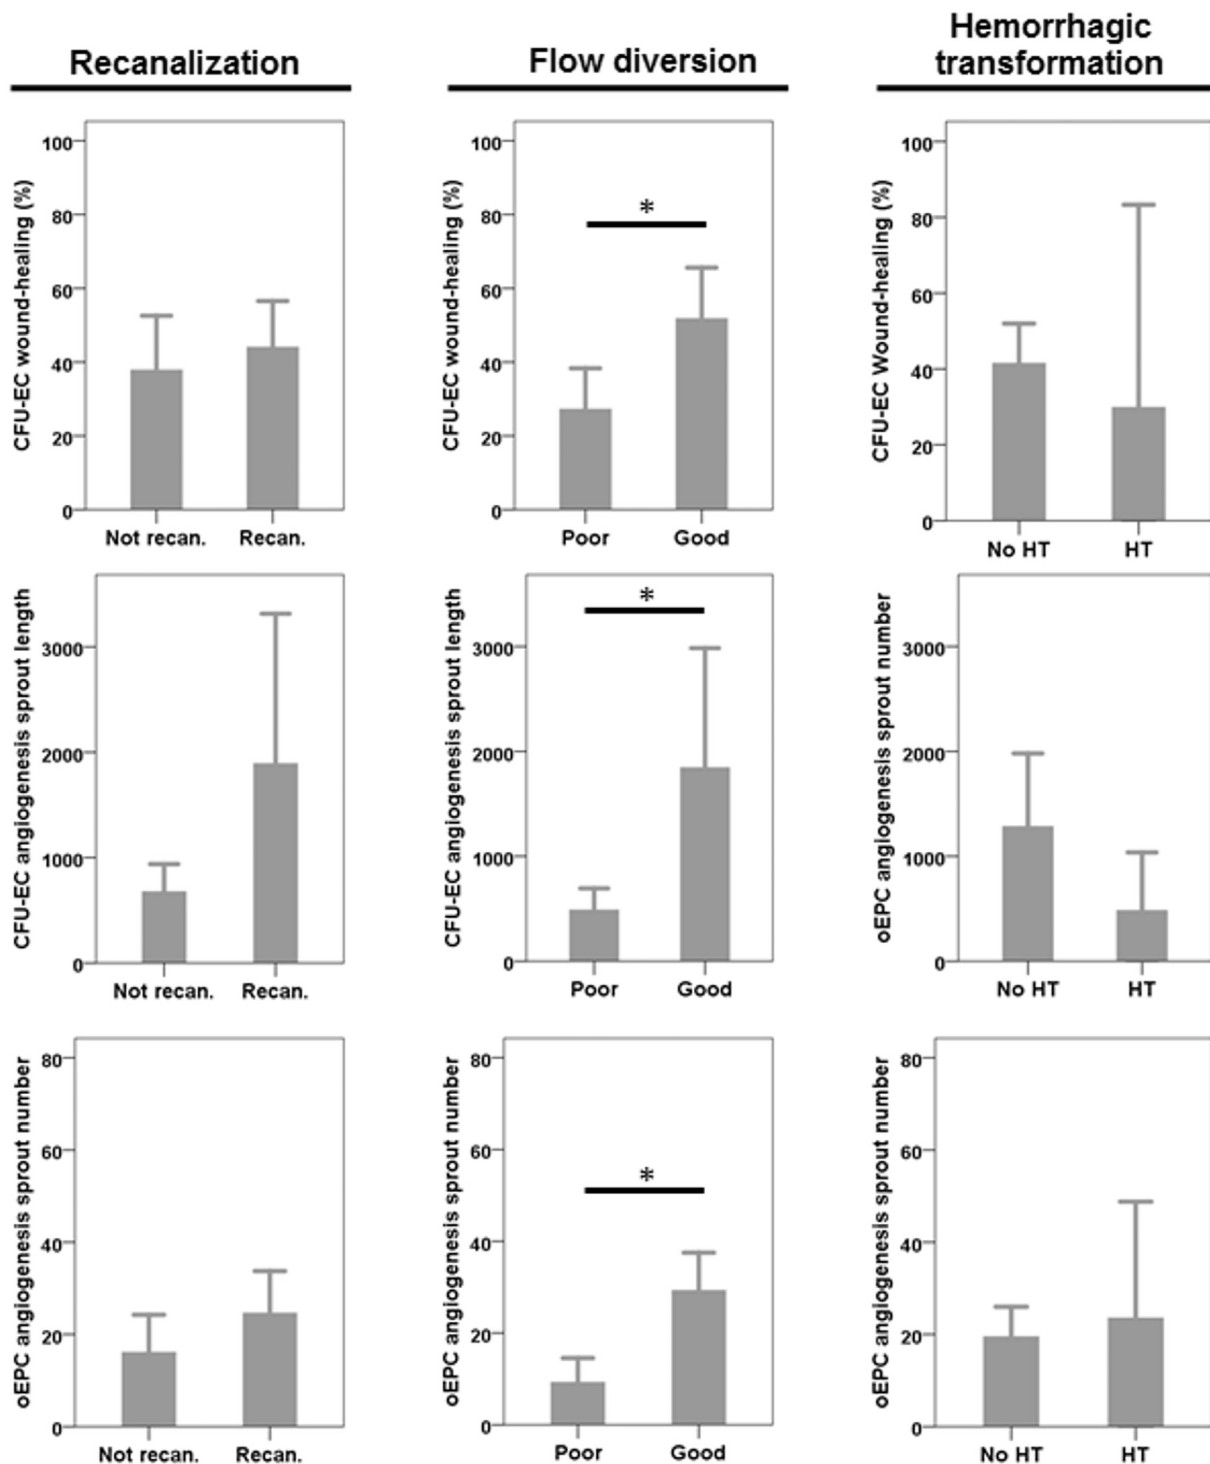 Recanalization
Flow diversion
Hemorrhagic
transformation
CFU-EC wound-healing (%)
100
80
60
40
20
0
Not recan. Recan.
CFU-EC wound-healing (%)
100
80
60
40
20
0
*
Poor Good
CFU-EC Wound-healing (%)
100
80
60
40
20
0
No HT HT
CFU-EC angiogenesis sprout length
3000
2000
1000
0
Not recan. Recan.
CFU-EC angiogenesis sprout length
3000
2000
1000
0
*
Poor Good
oEPC angiogenesis sprout number
3000
2000
1000
0
No HT HT
oEPC angiogenesis sprout number
80
60
40
20
0
Not recan. Recan.
oEPC angiogenesis sprout number
80
60
40
20
0
*
Poor Good
oEPC angiogenesis sprout number
80
60
40
20
0
No HT HT